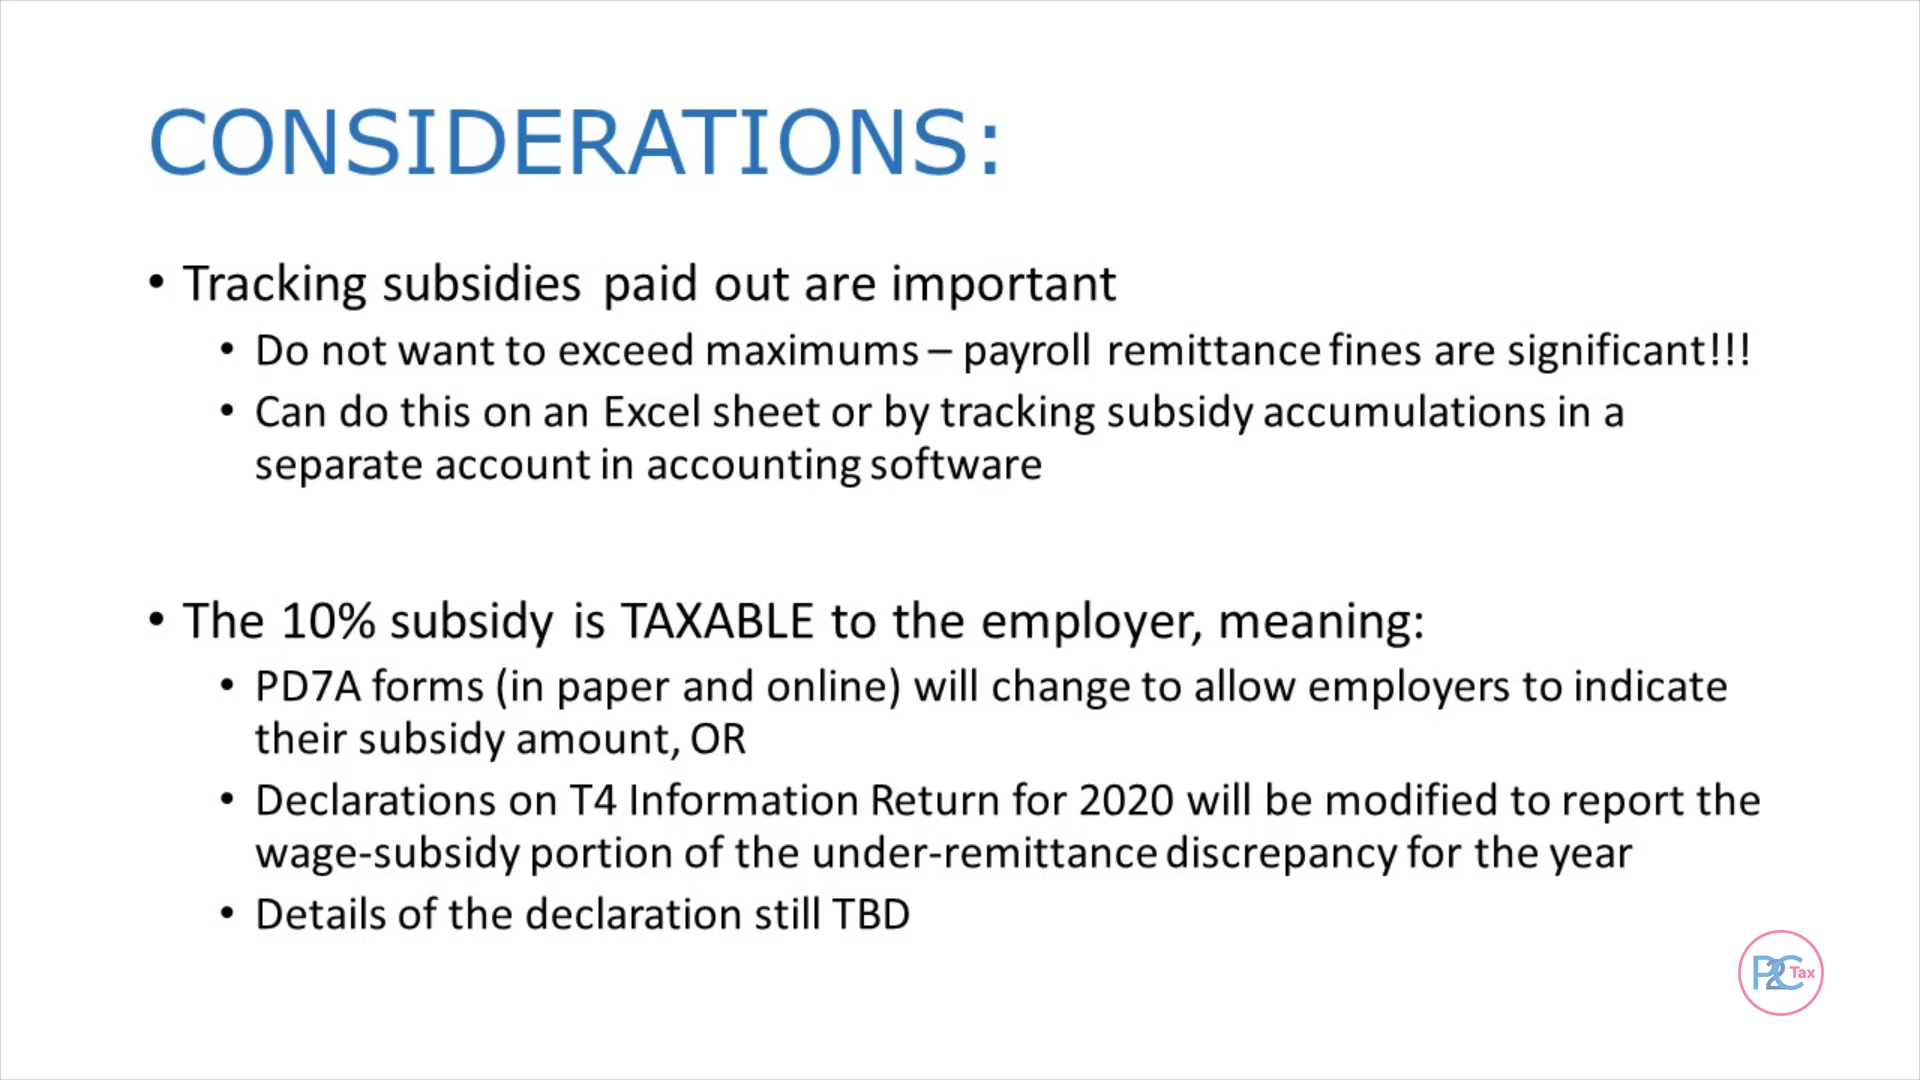 CONSIDERATIONS:
• Tracking subsidies paid out are important
• Do not want to exceed maximums – payroll remittance fines are significant!!!
• Can do this on an Excel sheet or by tracking subsidy accumulations in a
separate account in accounting software
• The 10% subsidy is TAXABLE to the employer, meaning:
• PD7A forms (in paper and online) will change to allow employers to indicate
their subsidy amount, OR
• Declarations on T4 Information Return for 2020 will be modified to report the
wage-subsidy portion of the under-remittance discrepancy for the year
• Details of the declaration still TBD
P2C Tax